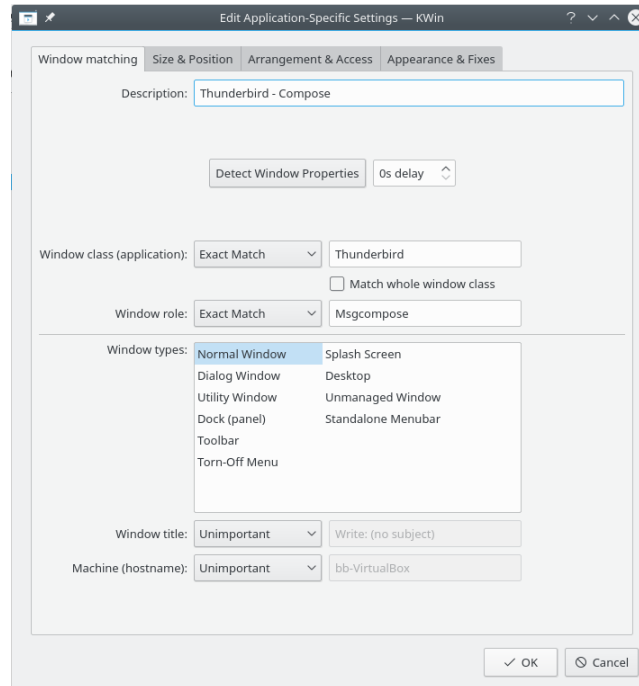 Edit Application-Specific Settings — KWin
Window matching Size & Position Arrangement & Access Appearance & Fixes
Description: Thunderbird - Compose
Detect Window Properties 0s delay
Window class (application): Exact Match Thunderbird
Match whole window class
Window role: Exact Match Msgcompose
Window types: Normal Window Splash Screen
Dialog Window Desktop
Utility Window Unmanaged Window
Dock (panel) Standalone Menubar
Toolbar
Torn-Off Menu
Window title: Unimportant Write: (no subject)
Machine (hostname): Unimportant bb-VirtualBox
OK Cancel